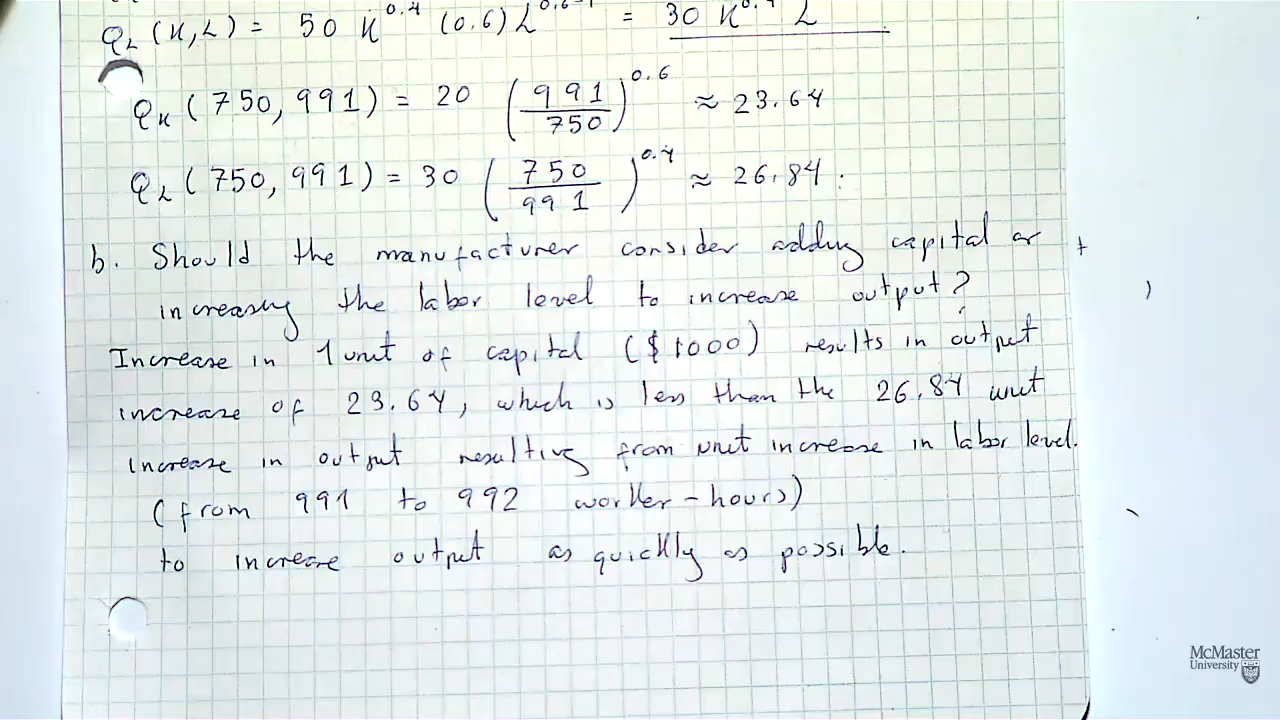 Q_L (K, L) = 50 K^0.4 (0.6) L^0.6-1 = 30 K^0.4 L
Q_K (750, 991) = 20 (991/750)^0.6 ≈ 23.64
Q_L (750, 991) = 30 (750/991)^0.4 ≈ 26.84.
b. Should the manufacturer consider adding capital or
increasing the labor level to increase output?
Increase in 1 unit of capital ($1000) results in output
increase of 23.64, which is less than the 26.84 unit
increase in output resulting from unit increase in labor level.
(from 991 to 992 worker-hours)
to increase output as quickly as possible.
McMaster
University